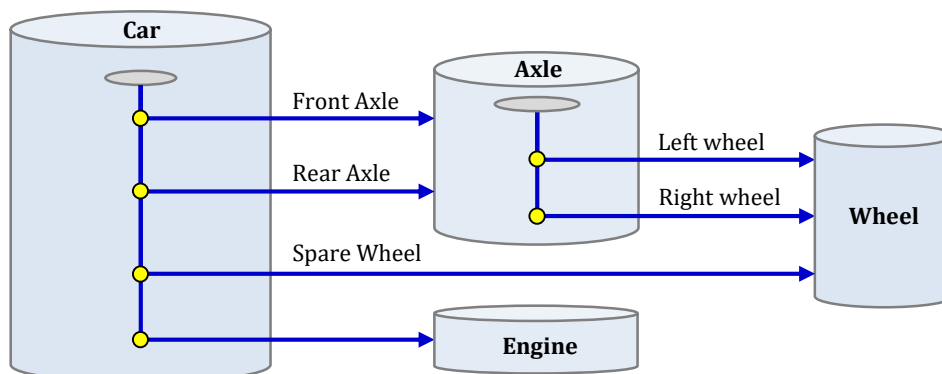 Car
Axle
Front Axle
Left wheel
Rear Axle
Right wheel
Wheel
Spare Wheel
Engine